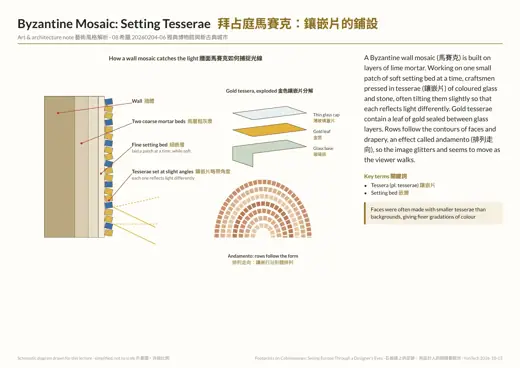 Byzantine Mosaic: Setting Tesserae 拜占庭馬賽克：鑲嵌片的鋪設
Art & architecture note 藝術風格解析 · 08 希臘 20260204-06 雅典博物館與新古典城市
How a wall mosaic catches the light 牆面馬賽克如何捕捉光線
Wall 牆體
Two coarse mortar beds 兩層粗灰漿
Fine setting bed 細嵌層
laid a patch at a time, while soft
Tesserae set at slight angles 鑲嵌片略帶角度
each one reflects light differently
Gold tessera, exploded 金色鑲嵌片分解
Thin glass cap
薄玻璃蓋片
Gold leaf
金箔
Glass base
玻璃底
Andamento: rows follow the form
排列走向：鑲嵌行沿形體排列
A Byzantine wall mosaic (馬賽克) is built on
layers of lime mortar. Working on one small
patch of soft setting bed at a time, craftsmen
pressed in tesserae (鑲嵌片) of coloured glass
and stone, often tilting them slightly so that
each reflects light differently. Gold tesserae
contain a leaf of gold sealed between glass
layers. Rows follow the contours of faces and
drapery, an effect called andamento (排列走
向), so the image glitters and seems to move as
the viewer walks.
Key terms 關鍵詞
Tessera (pl. tesserae) 鑲嵌片
Setting bed 嵌層
Faces were often made with smaller tesserae than
backgrounds, giving finer gradations of colour